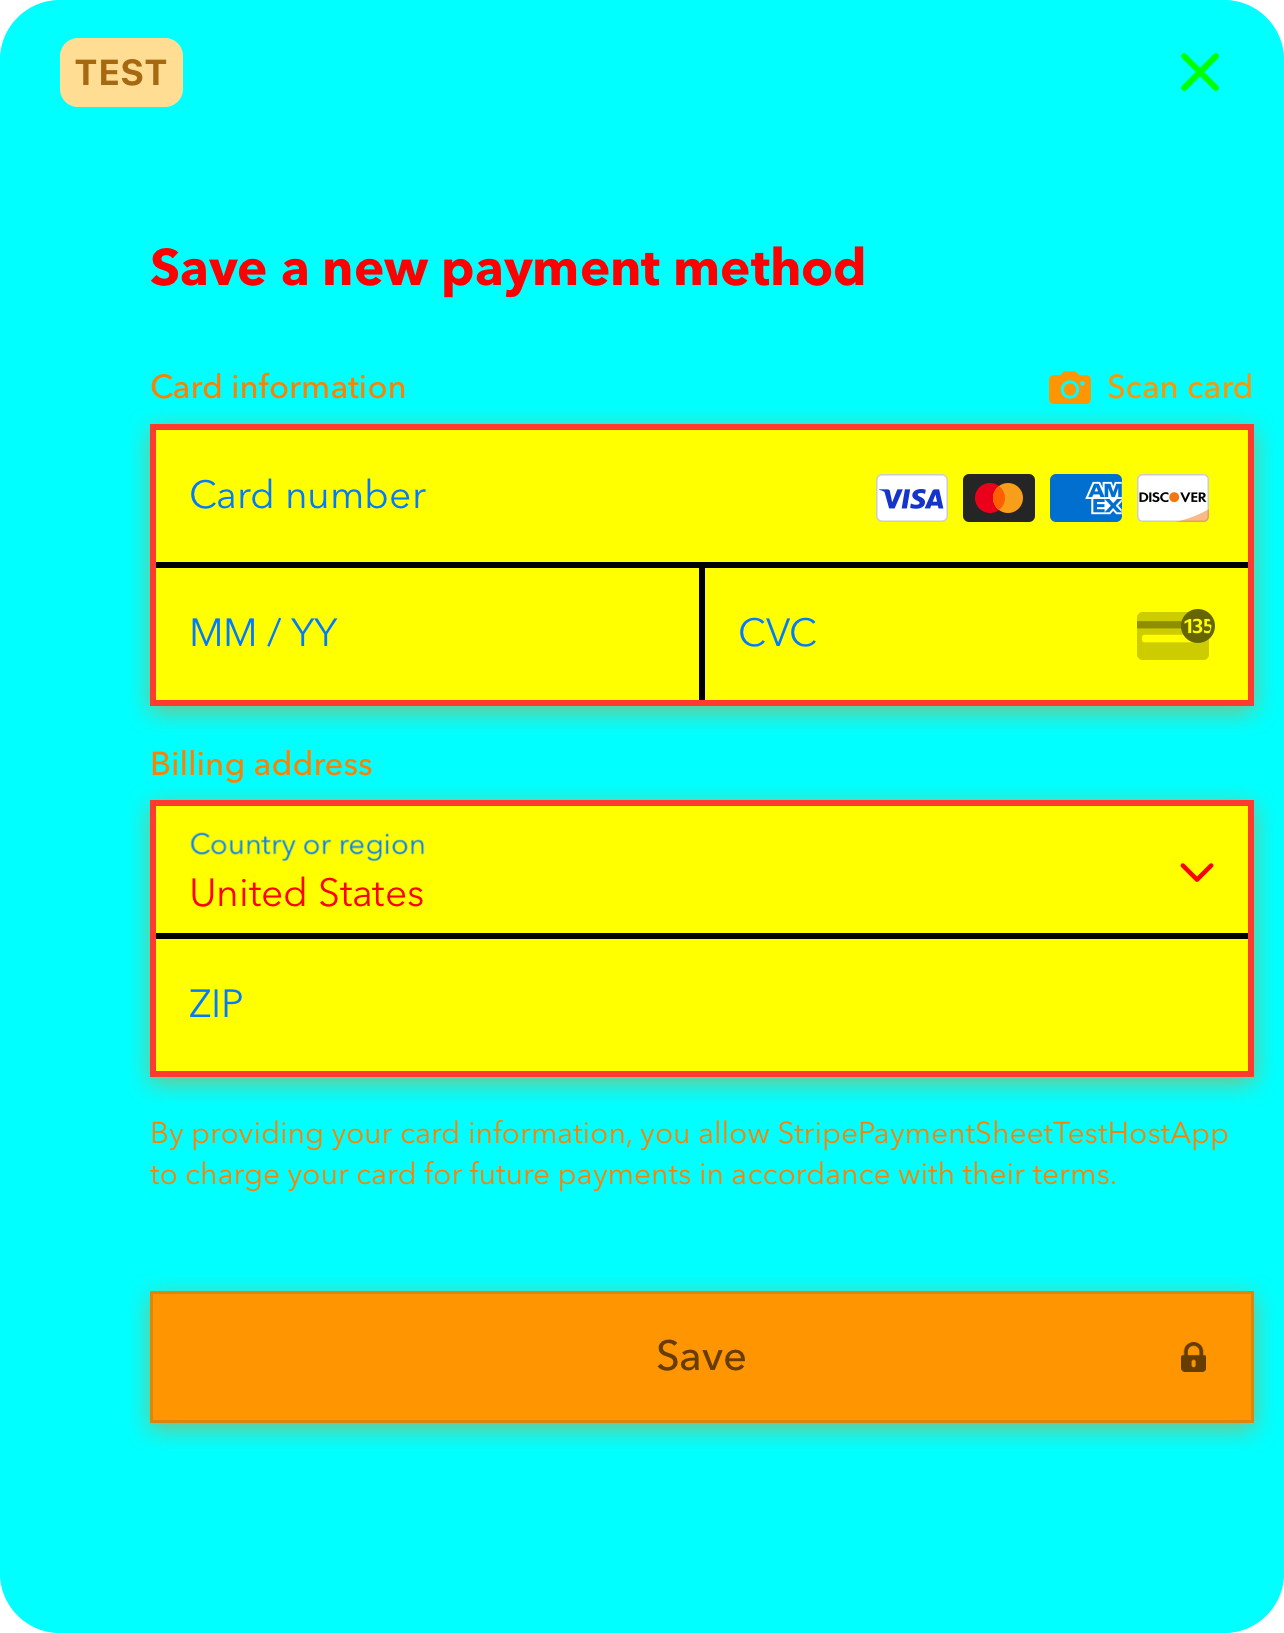 TEST
Save a new payment method
Card information
Scan card
Card number
VISA
AM
EX
DISCOVER
MM / YY
CVC
135
Billing address
Country or region
United States
ZIP
By providing your card information, you allow StripePaymentSheetTestHostApp
to charge your card for future payments in accordance with their terms.
Save